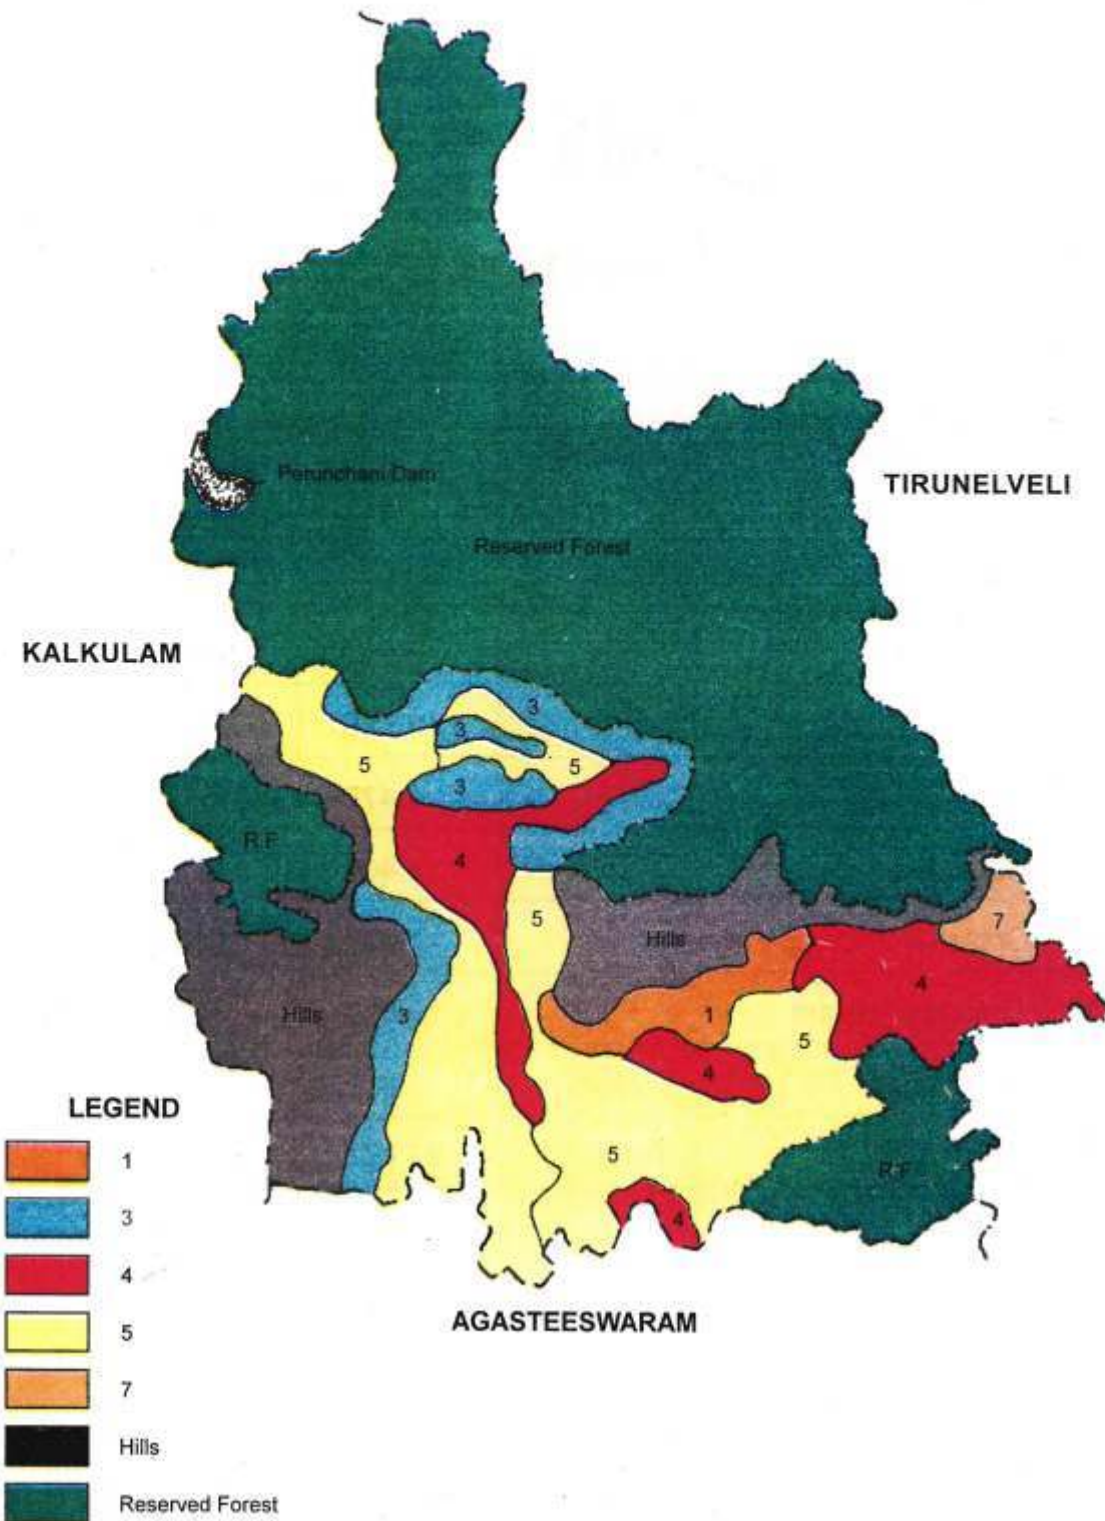 Perunchani Dam
TIRUNELVELI
Reserved Forest
KALKULAM
3
3
5
5
3
R.F
4
5
7
Hills
4
Hills
3
1
5
4
LEGEND
5
R.F
4
1
3
4
5
7
Hills
Reserved Forest
AGASTEESWARAM